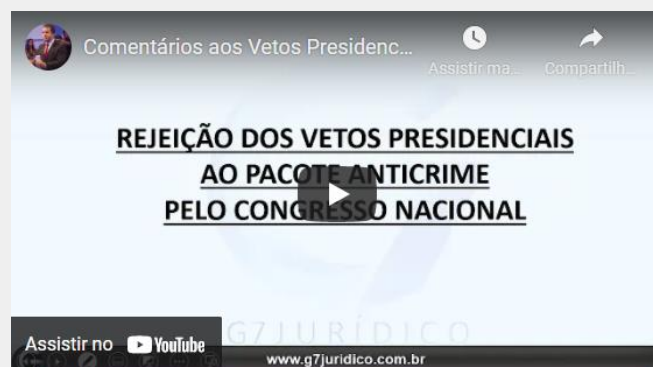 Comentários aos Vetos Presidenc...
Assistir ma...
Compartilh...
REJEIÇÃO DOS VETOS PRESIDENCIAIS
AO PACOTE ANTICRIME
PELO CONGRESSO NACIONAL
Assistir no YouTube
G7JURÍDICO
www.g7juridico.com.br